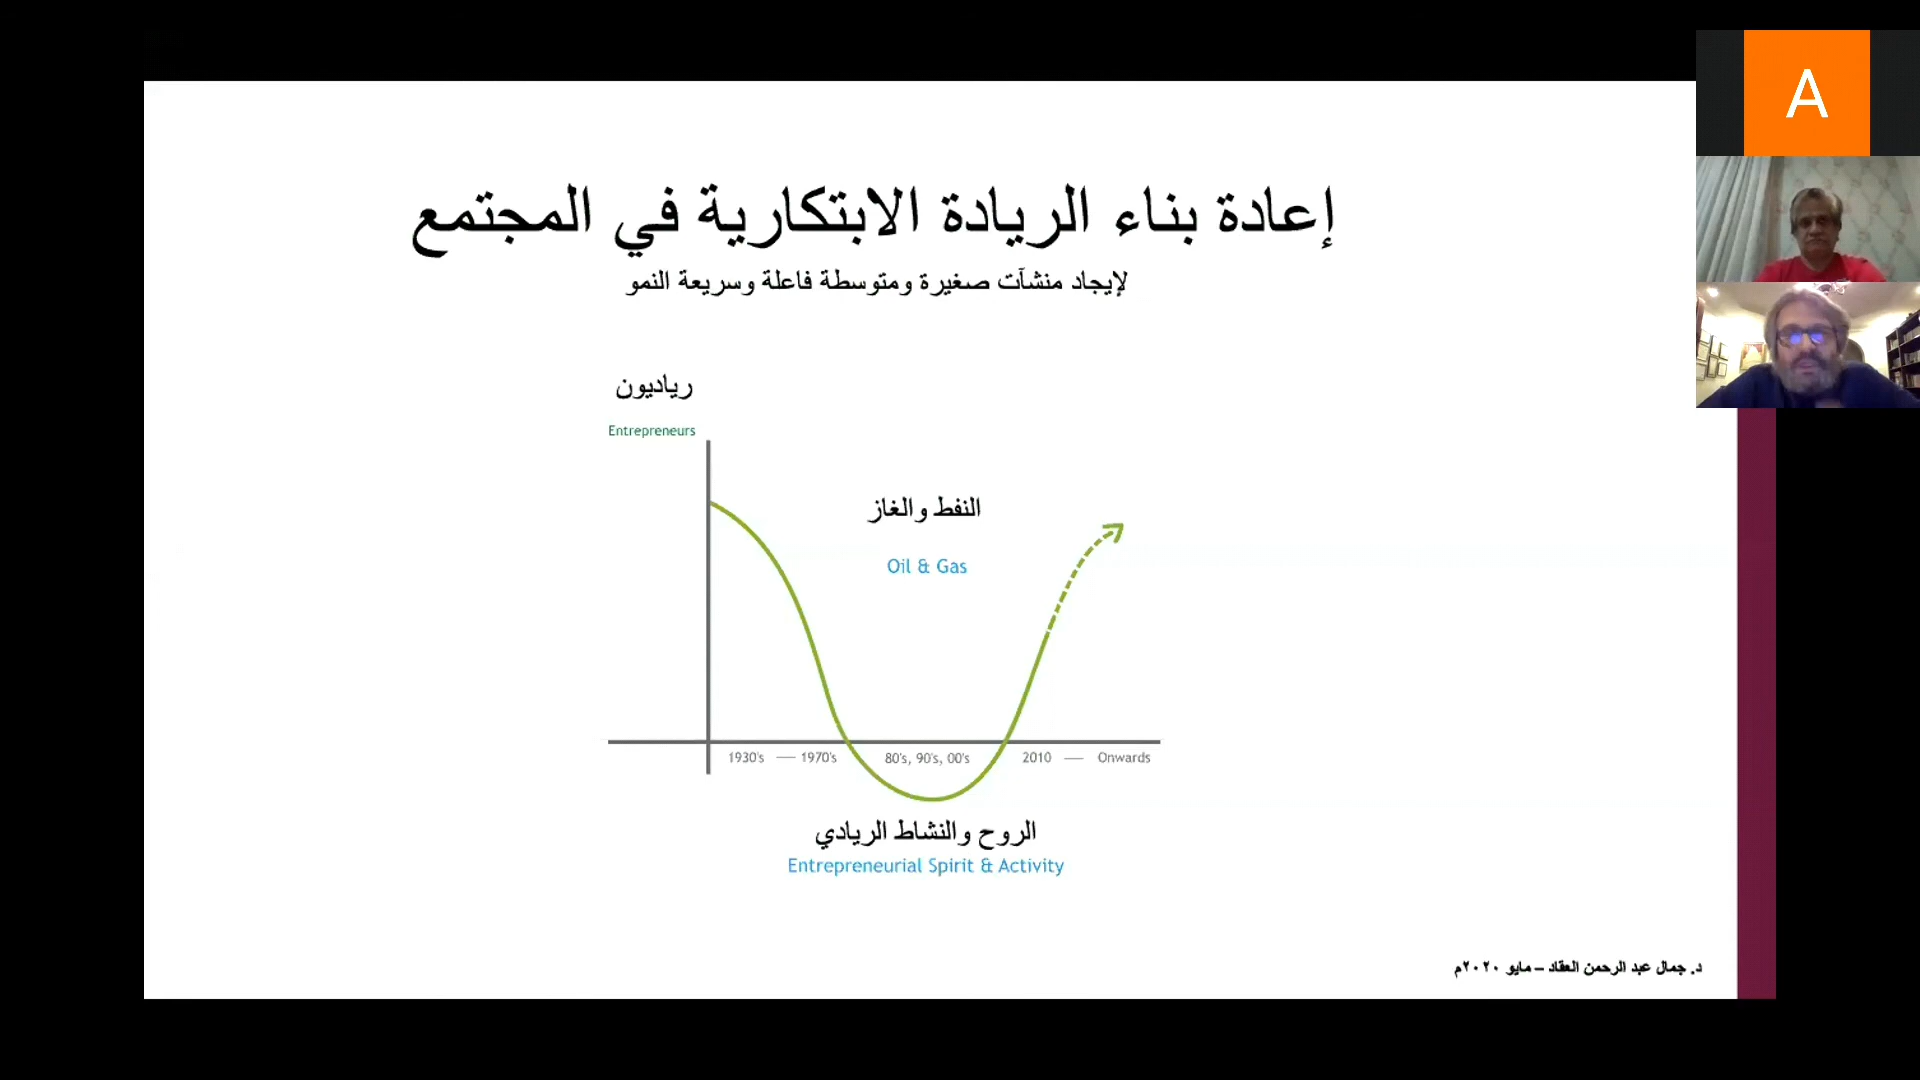 A
إعادة بناء الريادة الابتكارية في المجتمع
لإيجاد منشآت صغيرة ومتوسطة فاعلة وسريعة النمو
رياديون
Entrepreneurs
النفط والغاز
Oil & Gas
1930's — 1970's 80's, 90's, 00's 2010 — Onwards
الروح والنشاط الريادي
Entrepreneurial Spirit & Activity
د. جمال عبد الرحمن العقاد – مايو ٢٠٢٠م